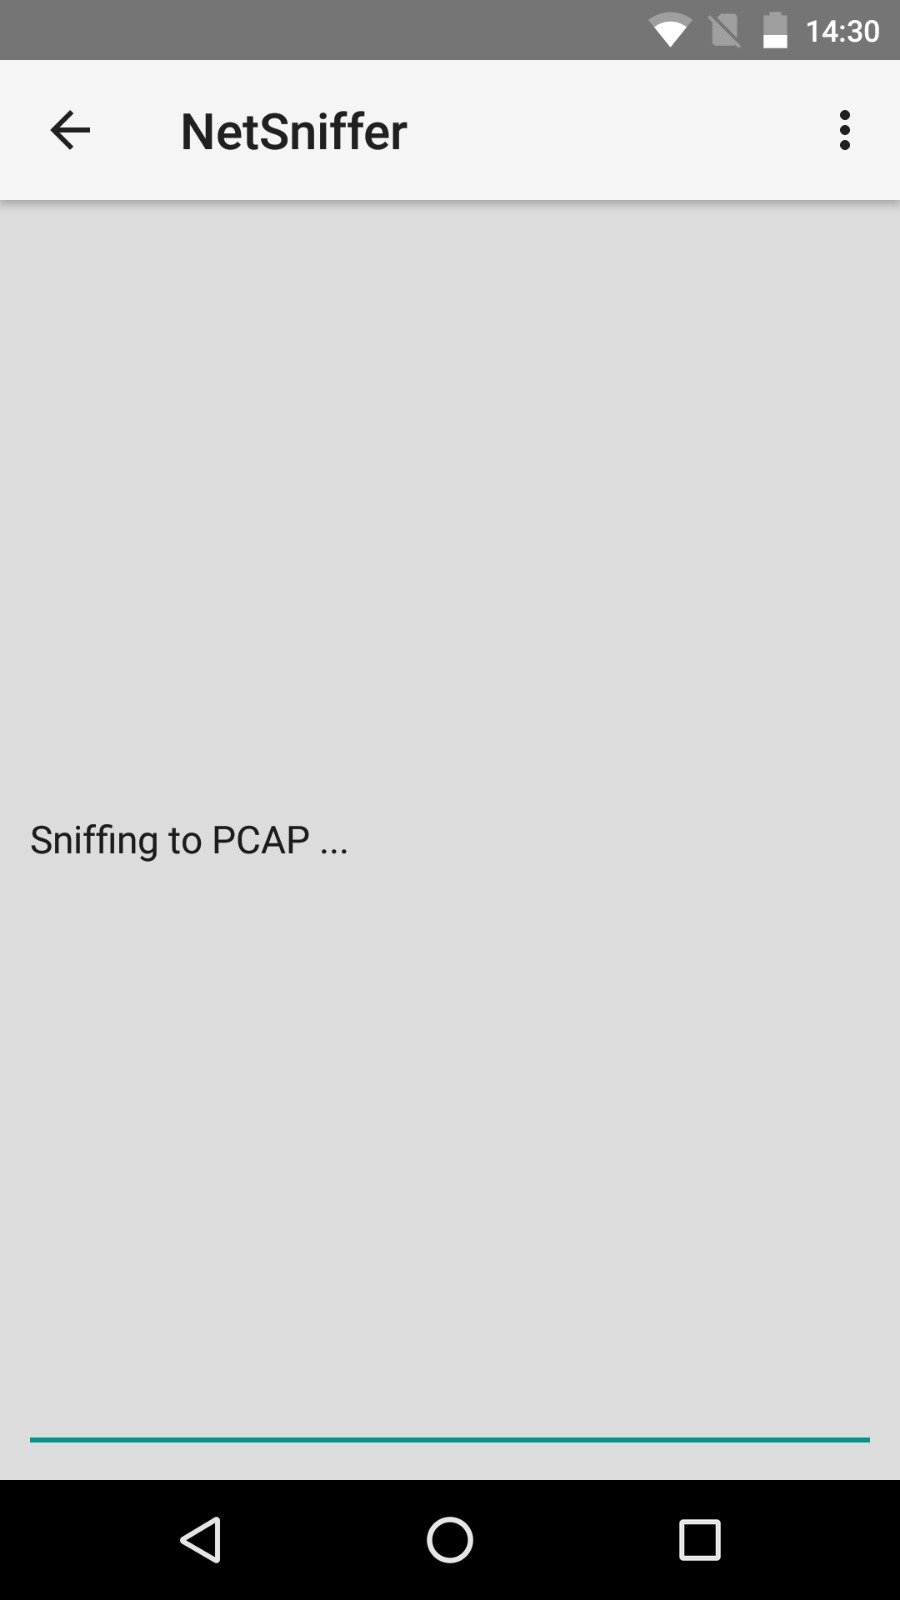 14:30
NetSniffer
Sniffing to PCAP ...